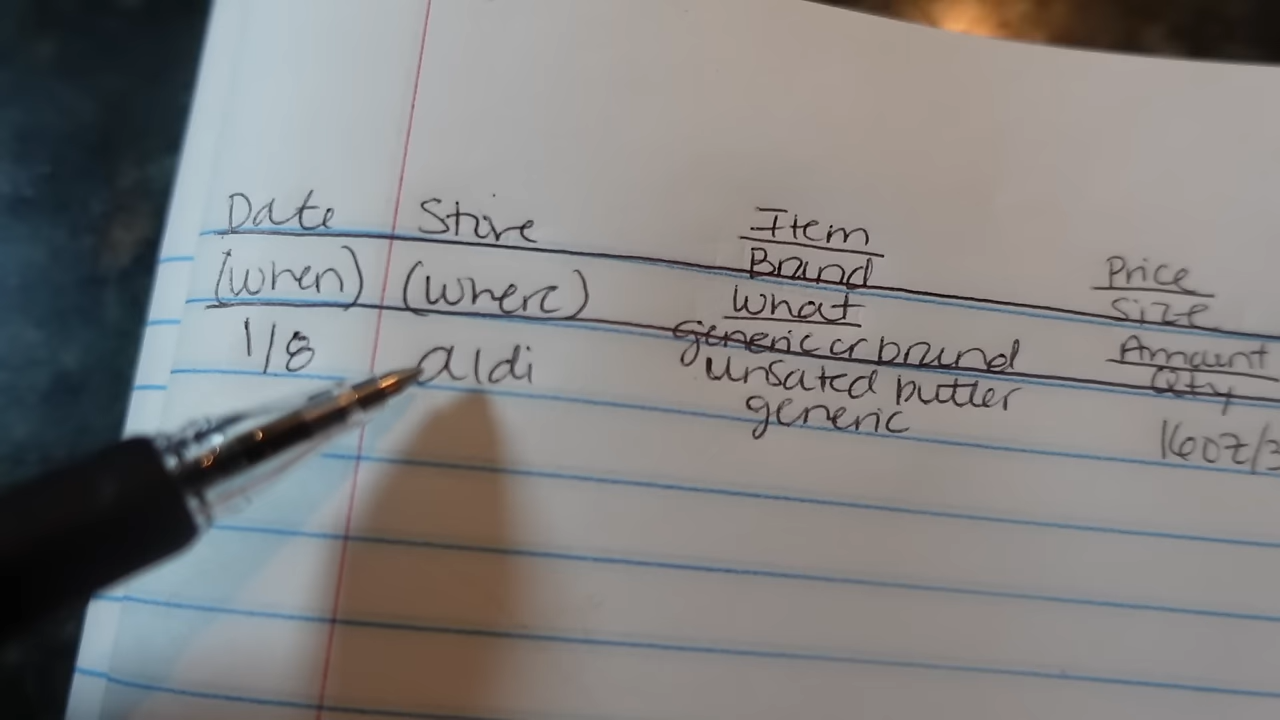 Date Store Item Price
Brand Size
(when) (where) what Amount
generic or brand Qty
1/8 aldi unsated butter
generic 16oz/3